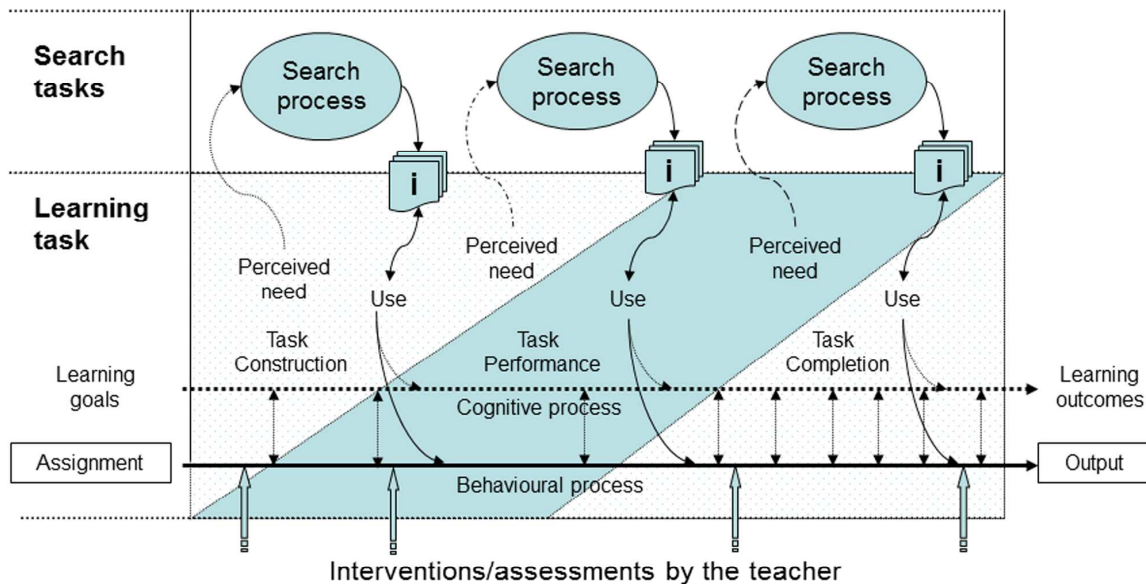 Search
tasks
Search
process
Search
process
Search
process
i
i
i
Learning
task
Perceived
need
Perceived
need
Perceived
need
Use
Use
Use
Task
Construction
Task
Performance
Task
Completion
Learning
goals
Cognitive process
Learning
outcomes
Assignment
Behavioural process
Output
Interventions/assessments by the teacher